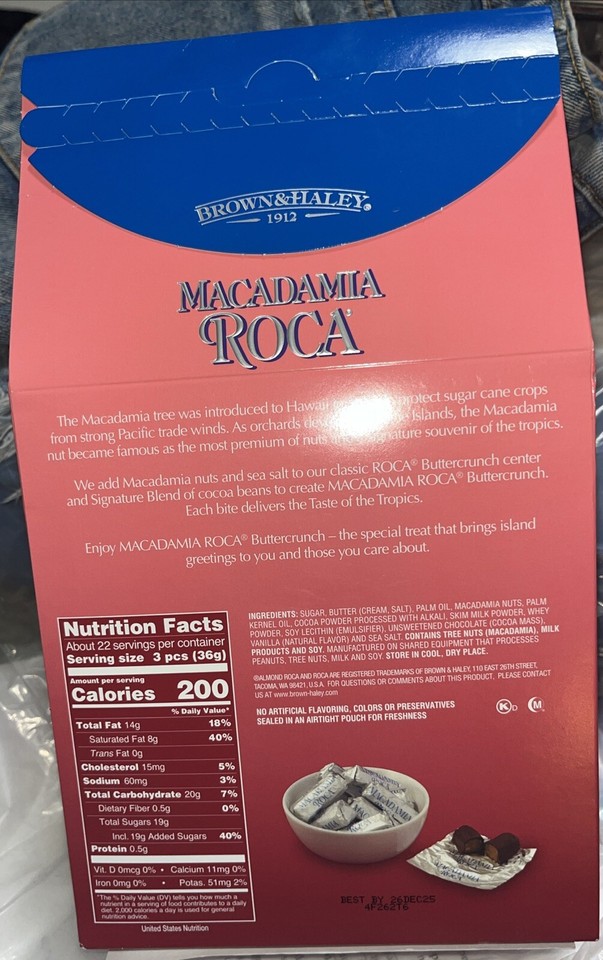 BROWN&HALEY®
1912
MACADAMIA
ROCA®
The Macadamia tree was introduced to Hawaii protect sugar cane crops
from strong Pacific trade winds. As orchards Islands, the Macadamia
nut became famous as the most premium of nuts signature souvenir of the tropics.
We add Macadamia nuts and sea salt to our classic ROCA® Buttercrunch center
and Signature Blend of cocoa beans to create MACADAMIA ROCA® Buttercrunch.
Each bite delivers the Taste of the Tropics.
Enjoy MACADAMIA ROCA® Buttercrunch – the special treat that brings island
greetings to you and those you care about.
Nutrition Facts
About 22 servings per container
Serving size 3 pcs (36g)
Amount per serving
Calories 200
% Daily Value*
Total Fat 14g 18%
Saturated Fat 8g 40%
Trans Fat 0g
Cholesterol 15mg 5%
Sodium 60mg 3%
Total Carbohydrate 20g 7%
Dietary Fiber 0.5g 0%
Total Sugars 19g
Incl. 19g Added Sugars 40%
Protein 0.5g
Vit. D 0mcg 0% • Calcium 11mg 0%
Iron 0mg 0% • Potas. 51mg 2%
*The % Daily Value (DV) tells you how much a
nutrient in a serving of food contributes to a daily
diet. 2,000 calories a day is used for general
nutrition advice.
United States Nutrition
INGREDIENTS: SUGAR, BUTTER (CREAM, SALT), PALM OIL, MACADAMIA NUTS, PALM
KERNEL OIL, COCOA POWDER PROCESSED WITH ALKALI, SKIM MILK POWDER, WHEY
POWDER, SOY LECITHIN (EMULSIFIER), UNSWEETENED CHOCOLATE (COCOA MASS),
VANILLA (NATURAL FLAVOR) AND SEA SALT. CONTAINS TREE NUTS (MACADAMIA), MILK
PRODUCTS AND SOY. MANUFACTURED ON SHARED EQUIPMENT THAT PROCESSES
PEANUTS, TREE NUTS, MILK AND SOY. STORE IN COOL, DRY PLACE.
®ALMOND ROCA AND ROCA ARE REGISTERED TRADEMARKS OF BROWN & HALEY, 110 EAST 26TH STREET,
TACOMA, WA 98421, U.S.A. FOR QUESTIONS OR COMMENTS ABOUT THIS PRODUCT, PLEASE CONTACT
US AT www.brown-haley.com
NO ARTIFICIAL FLAVORING, COLORS OR PRESERVATIVES
SEALED IN AN AIRTIGHT POUCH FOR FRESHNESS
K D M
ROCA
MACADAMIA
BEST BY 26DEC25
4P26216